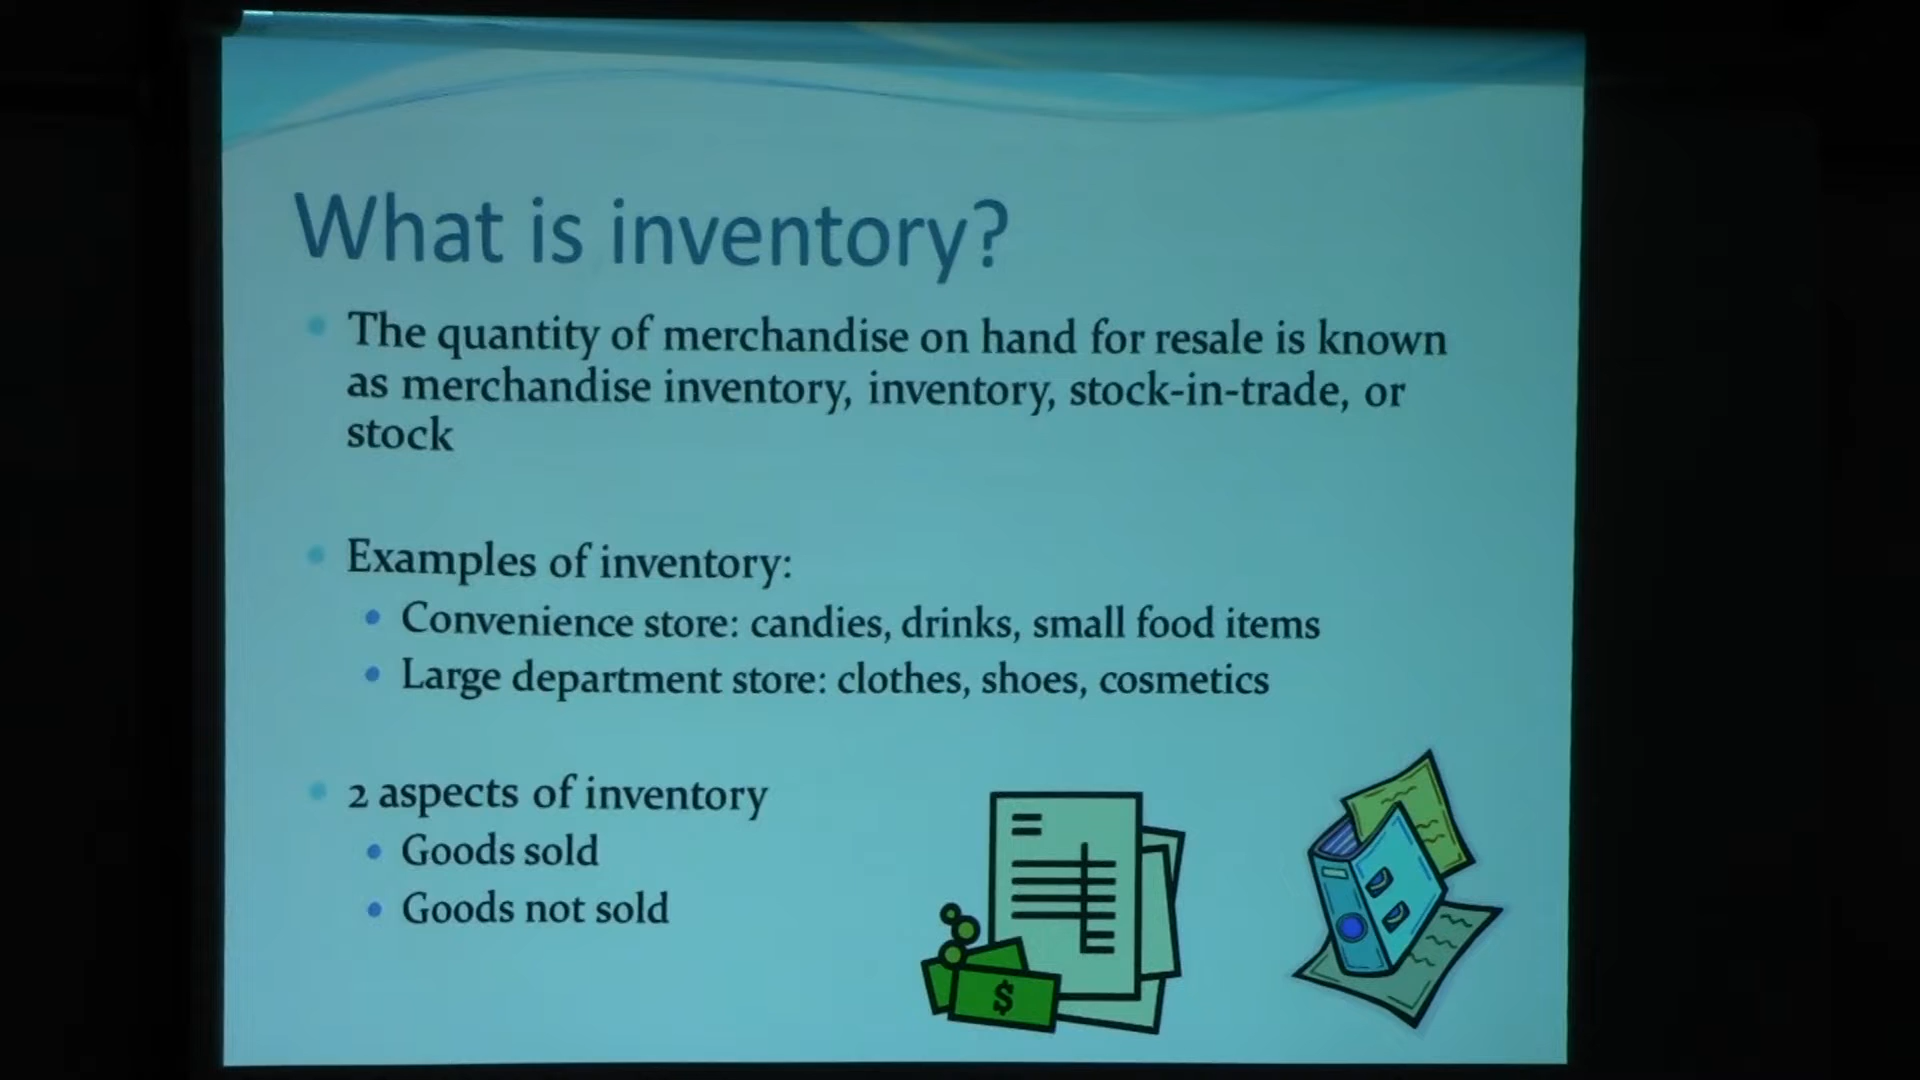 What is inventory?
The quantity of merchandise on hand for resale is known
as merchandise inventory, inventory, stock-in-trade, or
stock
Examples of inventory:
Convenience store: candies, drinks, small food items
Large department store: clothes, shoes, cosmetics
2 aspects of inventory
Goods sold
Goods not sold
$